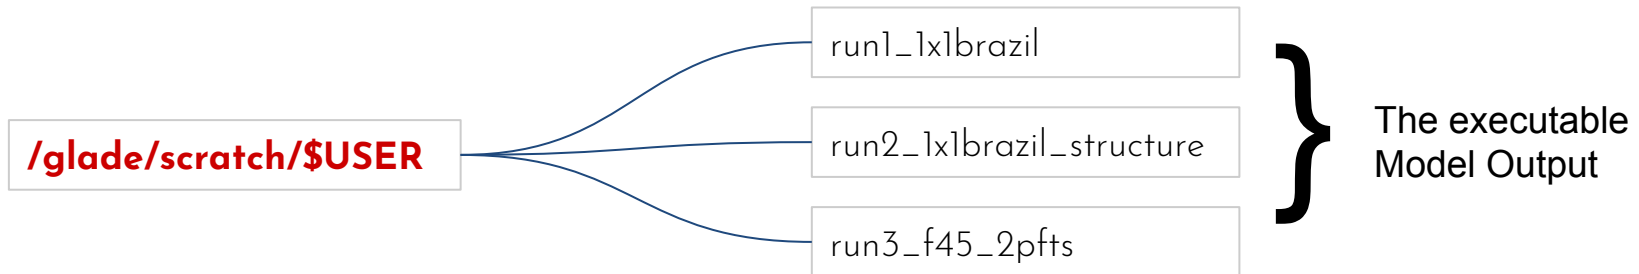 /glade/scratch/$USER
run1_1x1brazil
run2_1x1brazil_structure
run3_f45_2pfts
}
The executable
Model Output